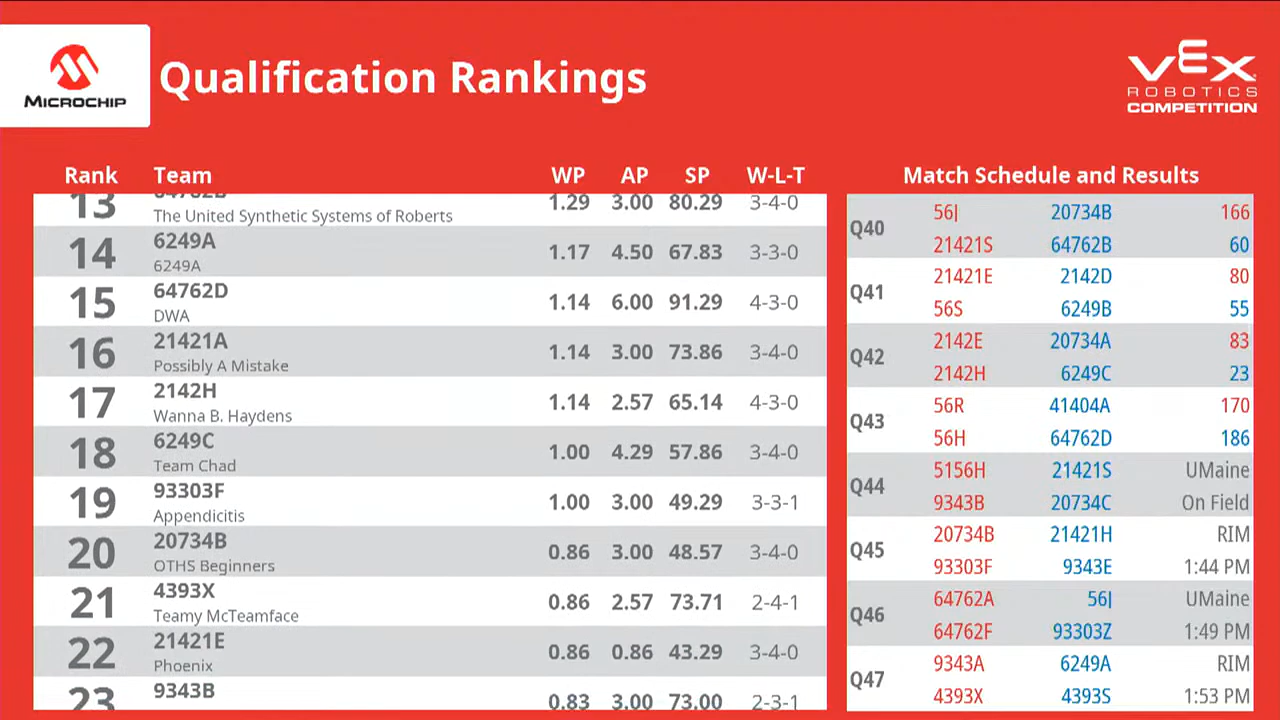 MICROCHIP
Qualification Rankings
VEX
ROBOTICS
COMPETITION
Rank Team WP AP SP W-L-T
13 64762B 1.29 3.00 80.29 3-4-0
The United Synthetic Systems of Roberts
14 6249A 1.17 4.50 67.83 3-3-0
6249A
15 64762D 1.14 6.00 91.29 4-3-0
DWA
16 21421A 1.14 3.00 73.86 3-4-0
Possibly A Mistake
17 2142H 1.14 2.57 65.14 4-3-0
Wanna B. Haydens
18 6249C 1.00 4.29 57.86 3-4-0
Team Chad
19 93303F 1.00 3.00 49.29 3-3-1
Appendicitis
20 20734B 0.86 3.00 48.57 3-4-0
OTHS Beginners
21 4393X 0.86 2.57 73.71 2-4-1
Teamy McTeamface
22 21421E 0.86 0.86 43.29 3-4-0
Phoenix
23 9343B 0.83 3.00 73.00 2-3-1
Match Schedule and Results
Q40 56J 20734B 166
21421S 64762B 60
Q41 21421E 2142D 80
56S 6249B 55
Q42 2142E 20734A 83
2142H 6249C 23
Q43 56R 41404A 170
56H 64762D 186
Q44 5156H 21421S UMaine
9343B 20734C On Field
Q45 20734B 21421H RIM
93303F 9343E 1:44 PM
Q46 64762A 56J UMaine
64762F 93303Z 1:49 PM
Q47 9343A 6249A RIM
4393X 4393S 1:53 PM